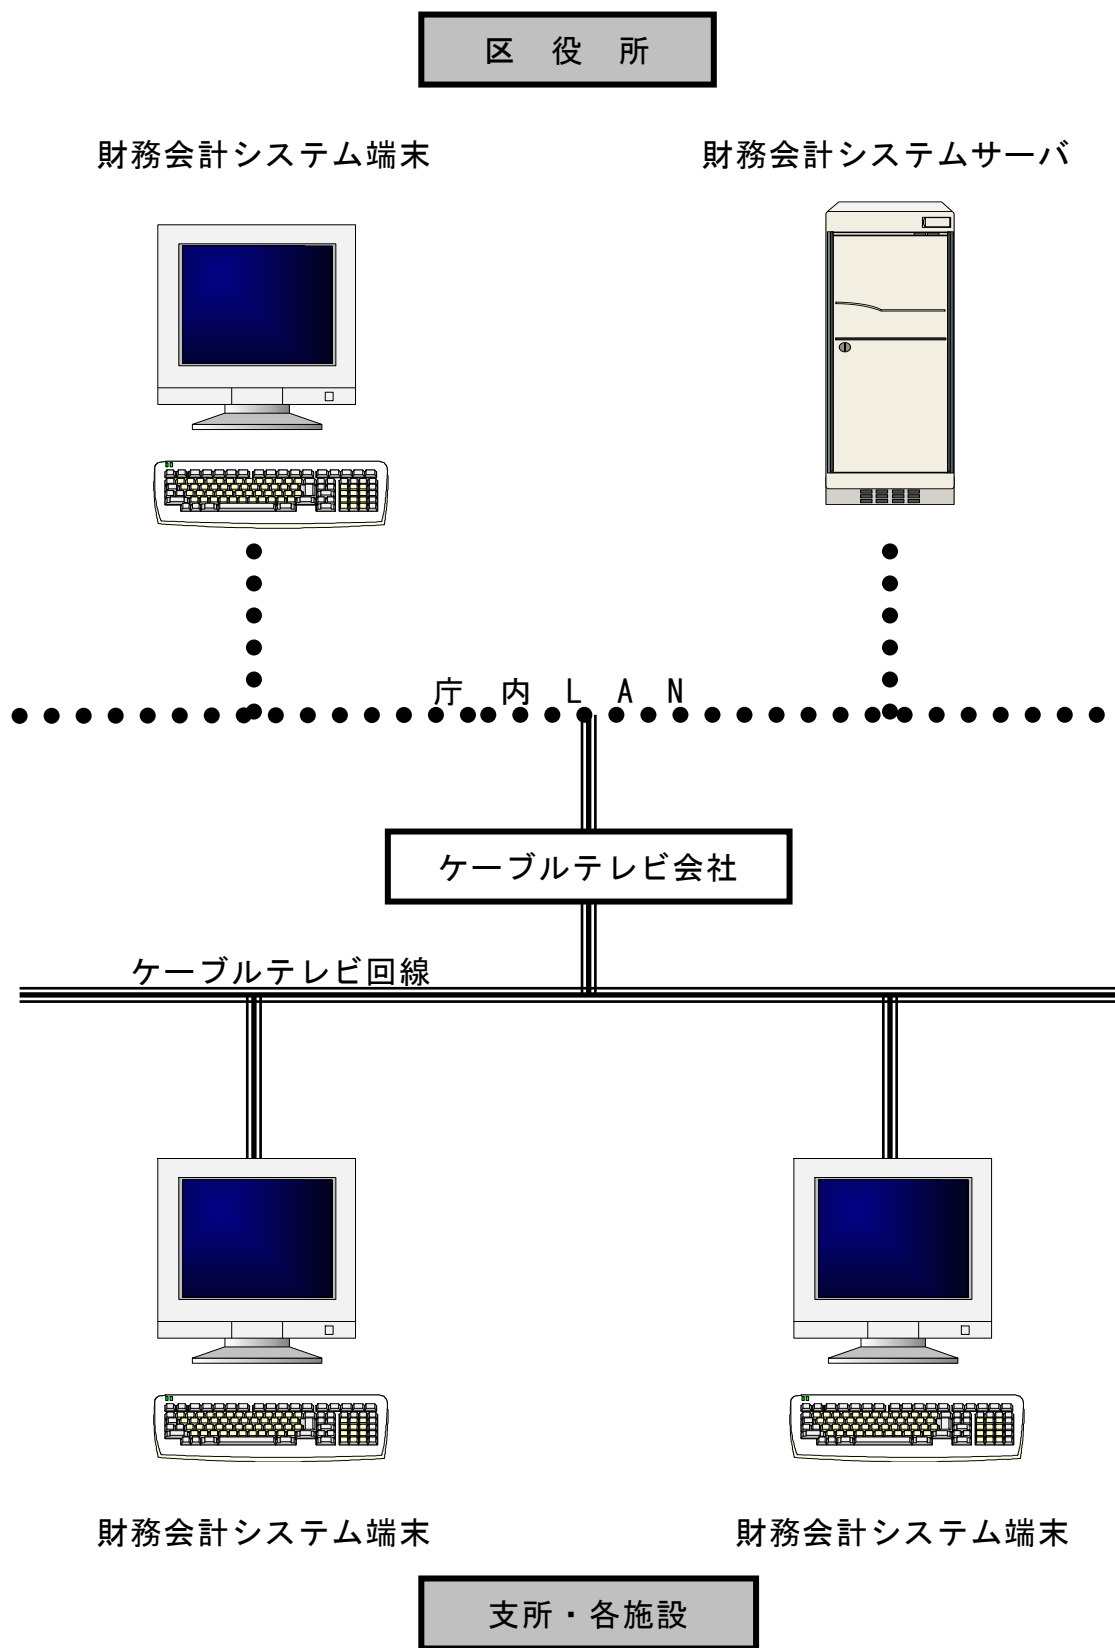 区　役　所
財務会計システム端末
財務会計システムサーバ
庁　内　Ｌ　Ａ　Ｎ
ケーブルテレビ会社
ケーブルテレビ回線
財務会計システム端末
財務会計システム端末
支所・各施設